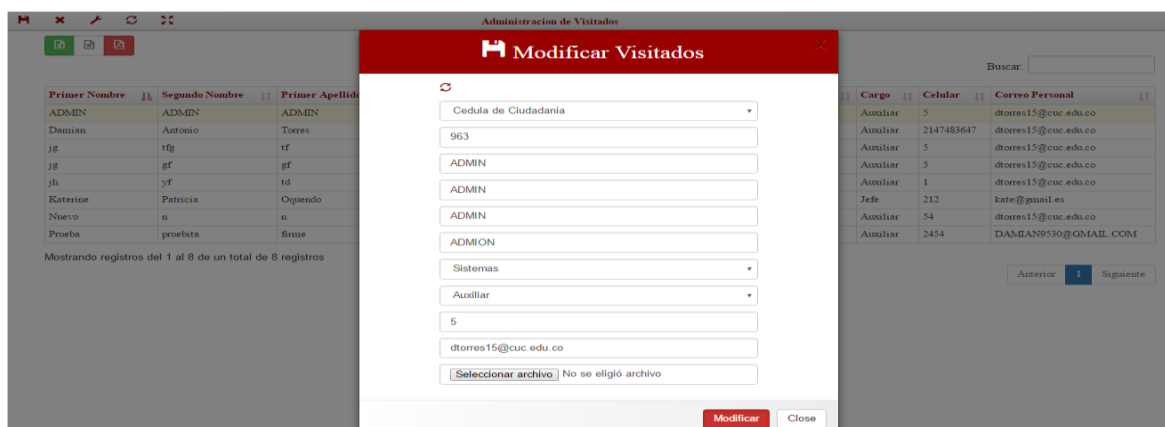 Administracion de Visitados
Modificar Visitados
X
Buscar:
Primer Nombre Segundo Nombre Primer Apellid Cargo Celular Correo Personal
ADMIN ADMIN ADMIN Auxiliar 5 dtorres15@cuc.edu.co
Damian Antonio Torres Auxiliar 2147483647 dtorres15@cuc.edu.co
jg tfg tf Auxiliar 5 dtorres15@cuc.edu.co
jg gf gf Auxiliar 5 dtorres15@cuc.edu.co
jh yf td Auxiliar 1 dtorres15@cuc.edu.co
Katerine Patricia Oquendo Jefe 212 kate@gmail.es
Nuevo n n Auxiliar 54 dtorres15@cuc.edu.co
Prueba pruebita firme Auxiliar 2454 DAMIAN9530@GMAIL.COM
Mostrando registros del 1 al 8 de un total de 8 registros
Anterior 1 Siguiente
Cedula de Ciudadania
963
ADMIN
ADMIN
ADMIN
ADMION
Sistemas
Auxiliar
5
dtorres15@cuc.edu.co
Seleccionar archivo No se eligió archivo
Modificar Close